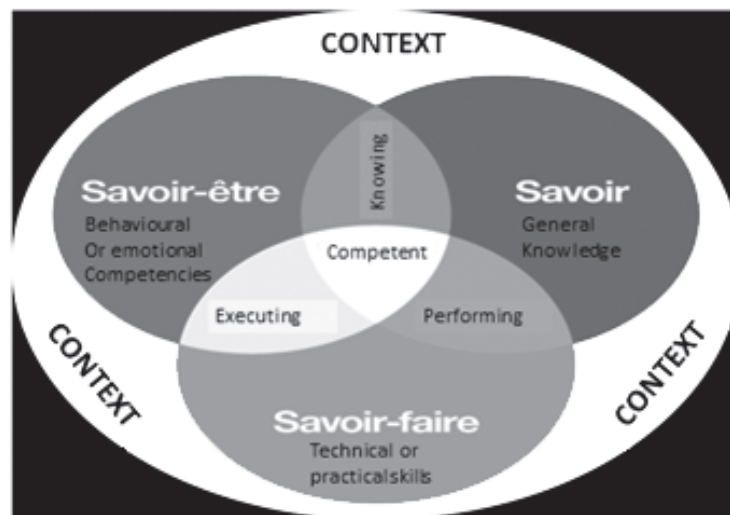 CONTEXT
Knowing
Savoir-être
Behavioural
Or emotional
Competencies
Savoir
General
Knowledge
Competent
Executing
Performing
CONTEXT
CONTEXT
Savoir-faire
Technical or
practicalskills